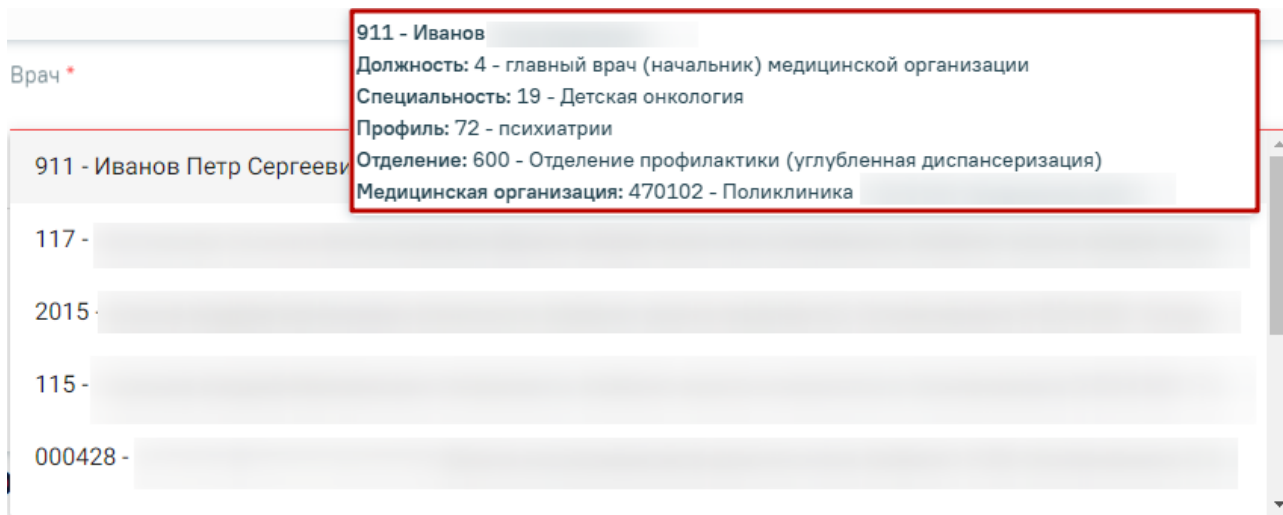 911 - Иванов
Врач *
Должность: 4 - главный врач (начальник) медицинской организации
Специальность: 19 - Детская онкология
Профиль: 72 - психиатрии
911 - Иванов Петр Сергееви
Отделение: 600 - Отделение профилактики (углубленная диспансеризация)
Медицинская организация: 470102 - Поликлиника
117 -
2015 -
115 -
000428 -